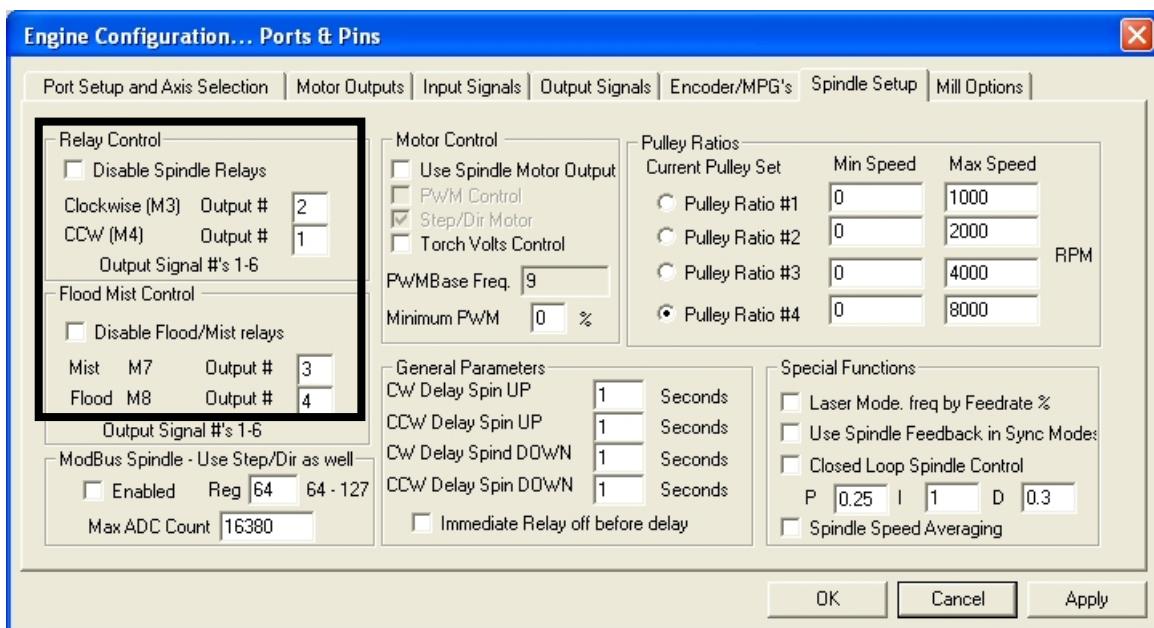 Engine Configuration... Ports & Pins
Port Setup and Axis Selection
Motor Outputs
Input Signals
Output Signals
Encoder/MPG's
Spindle Setup
Mill Options
Relay Control
Disable Spindle Relays
Clockwise (M3) Output # 2
CCW (M4) Output # 1
Output Signal #'s 1-6
Flood Mist Control
Disable Flood/Mist relays
Mist M7 Output # 3
Flood M8 Output # 4
Output Signal #'s 1-6
ModBus Spindle - Use Step/Dir as well
Enabled Reg 64 64 - 127
Max ADC Count 16380
Motor Control
Use Spindle Motor Output
PWM Control
Step/Dir Motor
Torch Volts Control
PWMBase Freq. 9
Minimum PWM 0 %
General Parameters
CW Delay Spin UP 1 Seconds
CCW Delay Spin UP 1 Seconds
CW Delay Spind DOWN 1 Seconds
CCW Delay Spin DOWN 1 Seconds
Immediate Relay off before delay
Pulley Ratios
Current Pulley Set Min Speed Max Speed
Pulley Ratio #1 0 1000
Pulley Ratio #2 0 2000
RPM
Pulley Ratio #3 0 4000
Pulley Ratio #4 0 8000
Special Functions
Laser Mode. freq by Feedrate %
Use Spindle Feedback in Sync Modes
Closed Loop Spindle Control
P 0.25 I 1 D 0.3
Spindle Speed Averaging
OK
Cancel
Apply